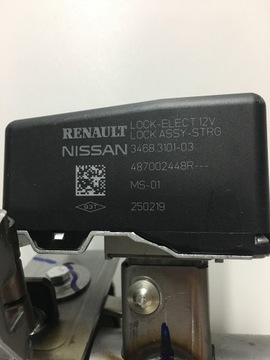 RENAULT LOCK-ELECT 12V
LOCK ASSY-STRG
NISSAN 3468.3101-03
487002448R---
MS-01
250219